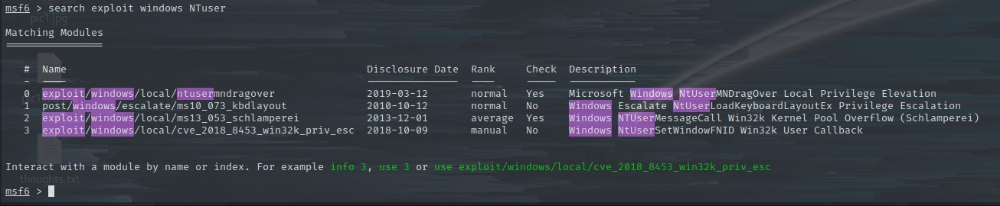 msf6 > search exploit windows NTuser
pic1.jpg
Matching Modules
================
# Name Disclosure Date Rank Check Description
- ---- --------------- ---- ----- -----------
0 exploit/windows/local/ntusermndragover 2019-03-12 normal Yes Microsoft Windows NtUserMNDragOver Local Privilege Elevation
1 post/windows/escalate/ms10_073_kbdlayout 2010-10-12 normal No Windows Escalate NtUserLoadKeyboardLayoutEx Privilege Escalation
2 exploit/windows/local/ms13_053_schlamperei 2013-12-01 average Yes Windows NTUserMessageCall Win32k Kernel Pool Overflow (Schlamperei)
3 exploit/windows/local/cve_2018_8453_win32k_priv_esc 2018-10-09 manual No Windows NtUserSetWindowFNID Win32k User Callback
Interact with a module by name or index. For example info 3, use 3 or use exploit/windows/local/cve_2018_8453_win32k_priv_esc
thoughts.txt
msf6 >